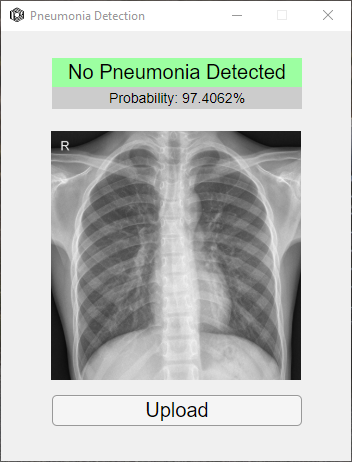 Pneumonia Detection
No Pneumonia Detected
Probability: 97.4062%
R
Upload